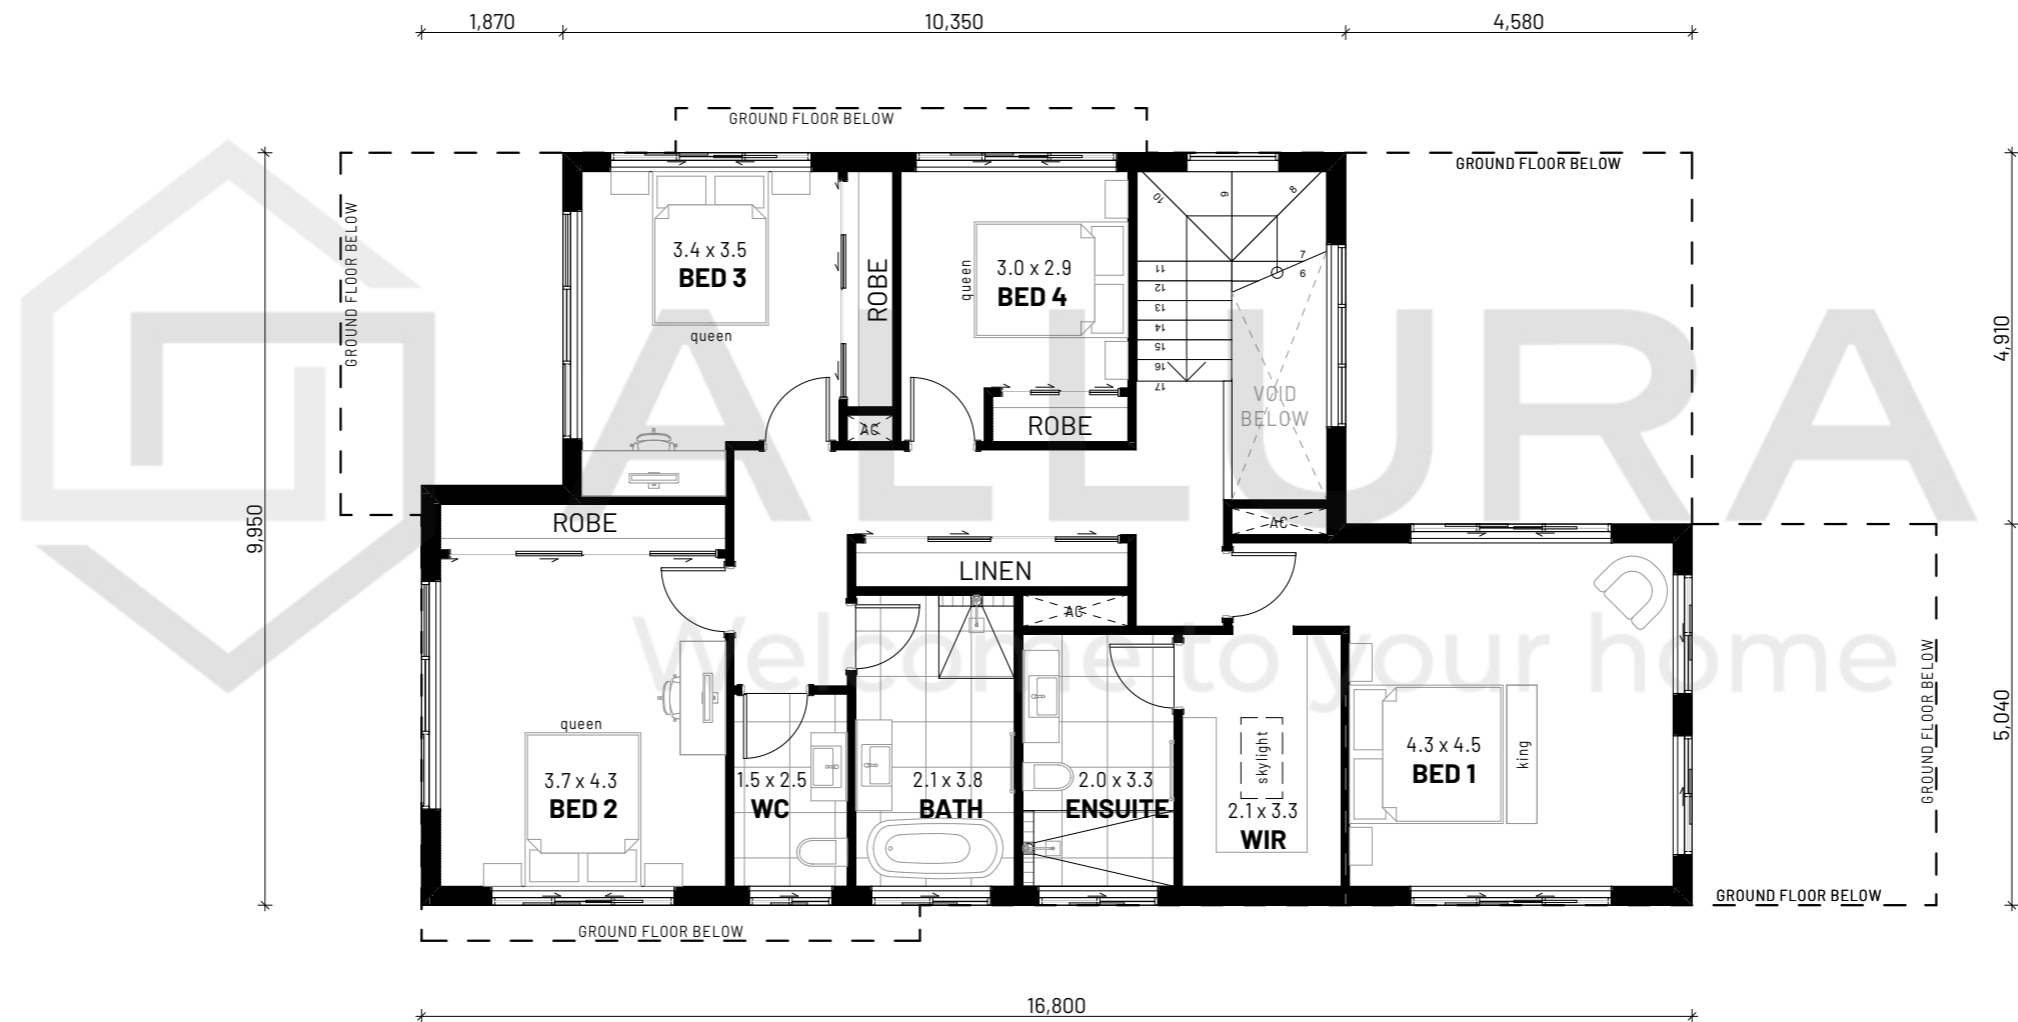 1,870
10,350
4,580
GROUND FLOOR BELOW
GROUND FLOOR BELOW
GROUND FLOOR BELOW
9,950
4,910
5,040
3.4 x 3.5
BED 3
queen
ROBE
AC
queen
3.0 x 2.9
BED 4
ROBE
10
9
8
7
6
11
12
13
14
15
16
17
VOID
BELOW
AC
ALLURA
Welcome to your home
ROBE
LINEN
AC
queen
3.7 x 4.3
BED 2
1.5 x 2.5
WC
2.1 x 3.8
BATH
2.0 x 3.3
ENSUITE
skylight
2.1 x 3.3
WIR
4.3 x 4.5
BED 1
king
GROUND FLOOR BELOW
GROUND FLOOR BELOW
GROUND FLOOR BELOW
16,800